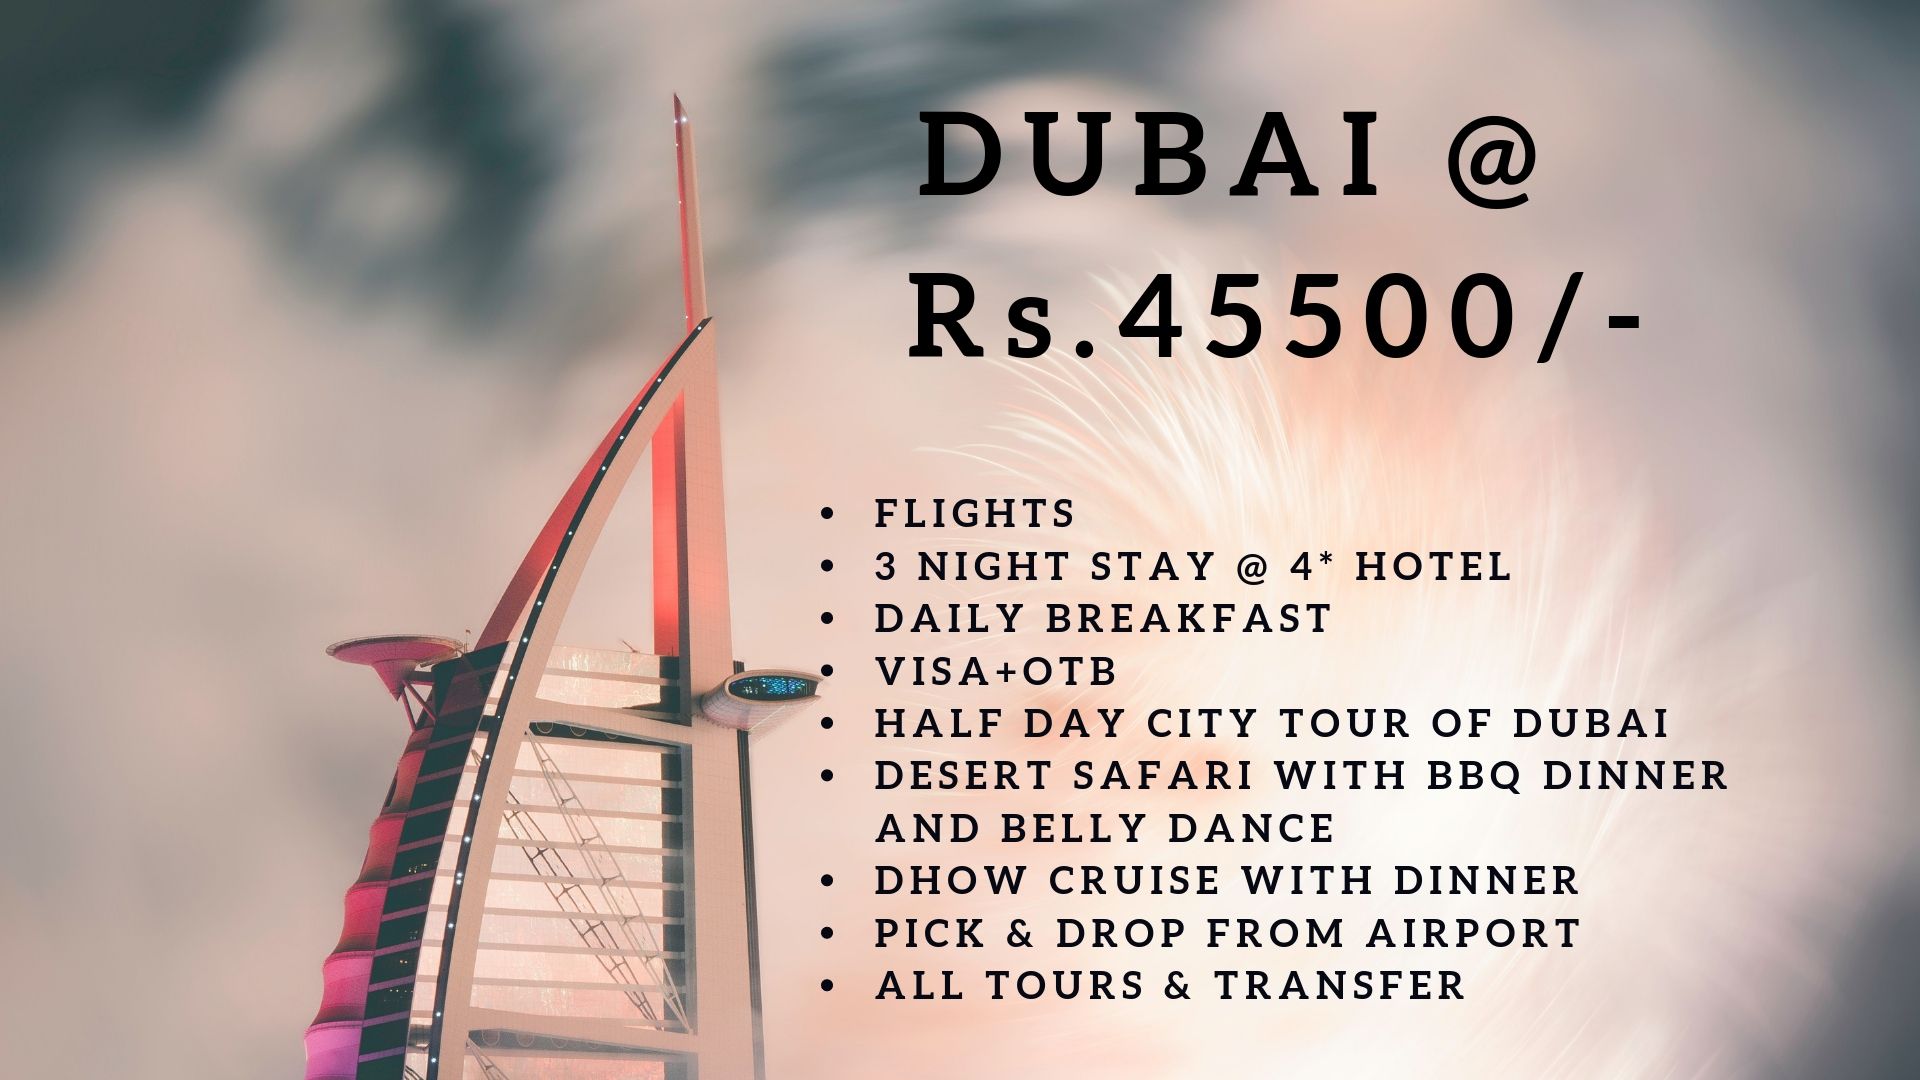 DUBAI @
Rs.45500/-
• FLIGHTS
• 3 NIGHT STAY @ 4* HOTEL
• DAILY BREAKFAST
• VISA+OTB
• HALF DAY CITY TOUR OF DUBAI
• DESERT SAFARI WITH BBQ DINNER
AND BELLY DANCE
• DHOW CRUISE WITH DINNER
• PICK & DROP FROM AIRPORT
• ALL TOURS & TRANSFER